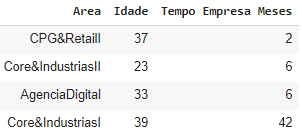 Area Idade Tempo Empresa Meses
CPG&Retaill 37 2
Core&IndustriasII 23 6
AgenciaDigital 33 6
Core&IndustriasI 39 42